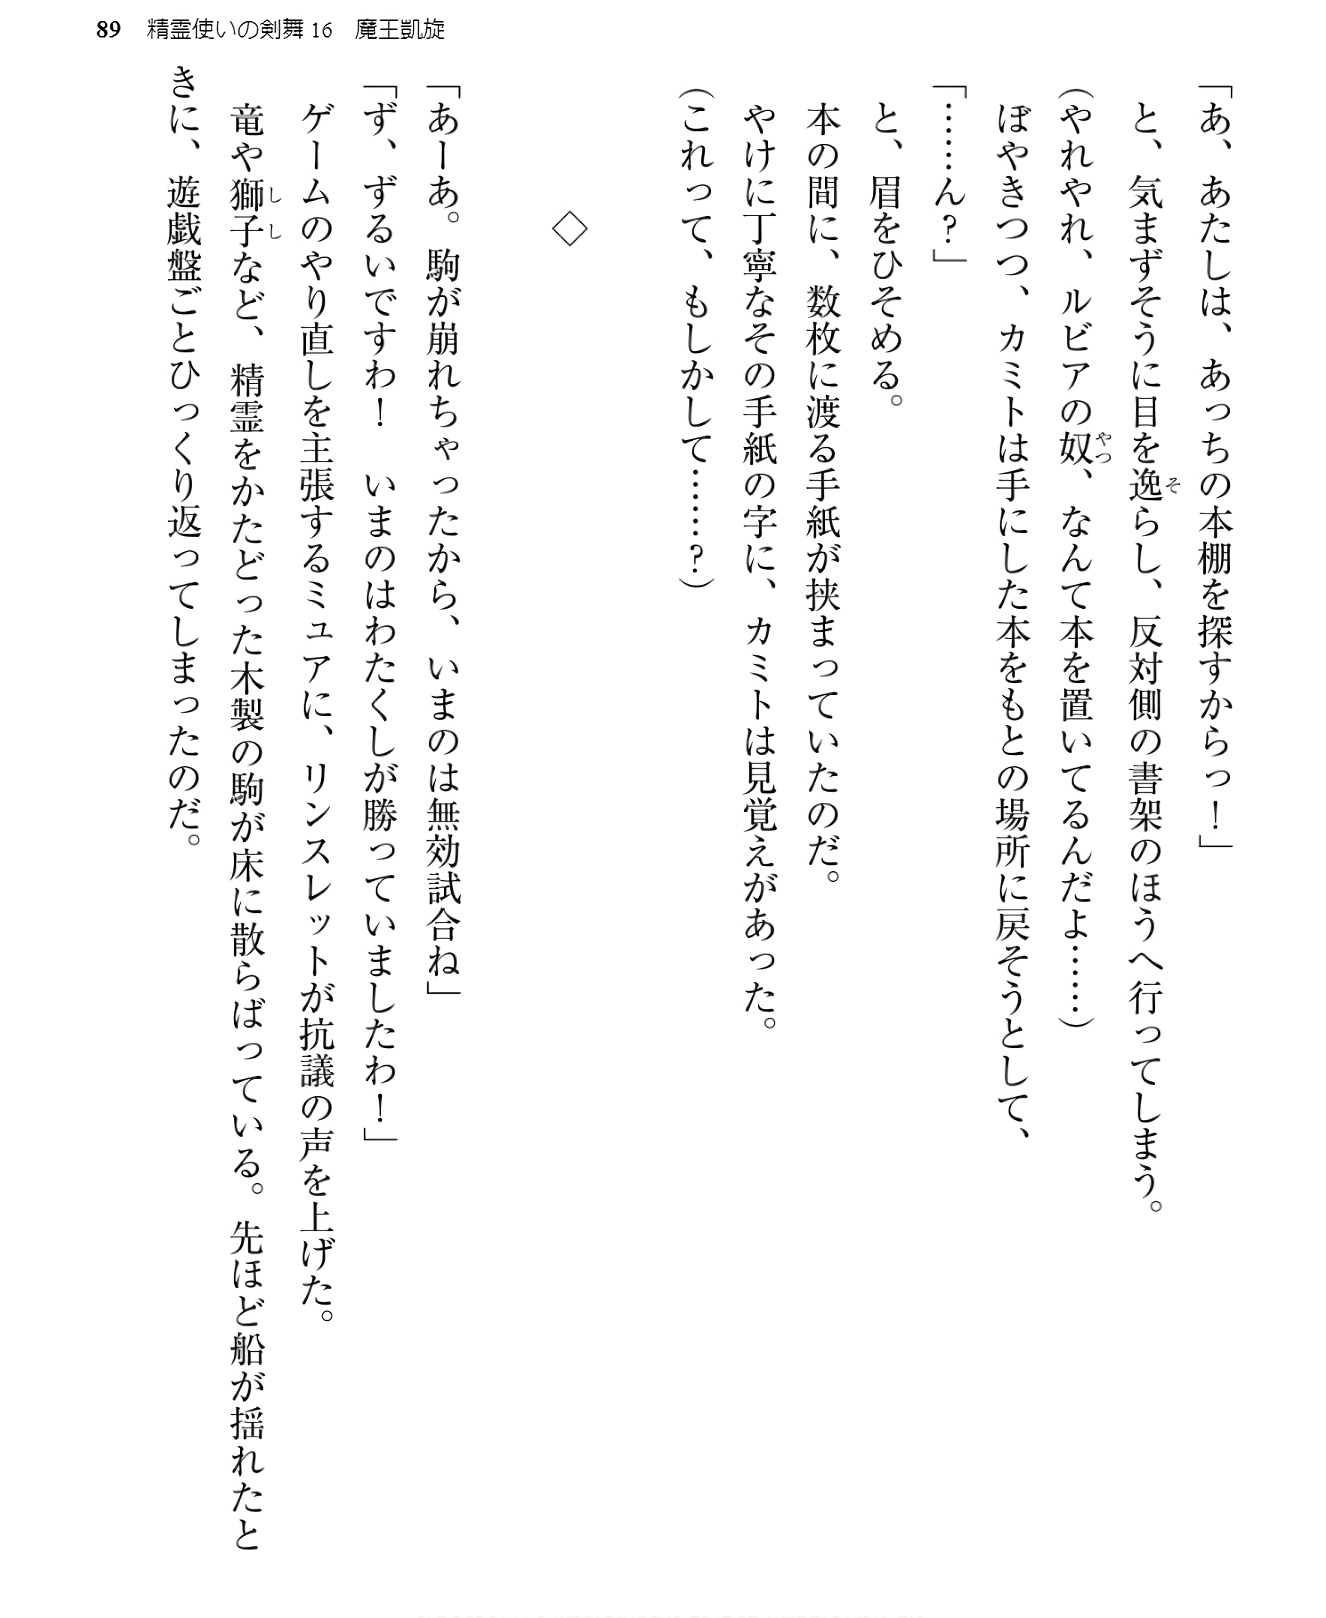 89 精霊使いの剣舞16 魔王凱旋
「あ、あたしは、あっちの本棚を探すからっ！」
と、気まずそうに目を逸らし、反対側の書架のほうへ行ってしまう。
（やれやれ、ルビアの奴、なんて本を置いてるんだよ……）
ぼやきつつ、カミトは手にした本をもとの場所に戻そうとして、
「……ん？」
と、眉をひそめる。
本の間に、数枚に渡る手紙が挟まっていたのだ。
やけに丁寧なその手紙の字に、カミトは見覚えがあった。
（これって、もしかして……？）
◇
「あーあ。駒が崩れちゃったから、いまのは無効試合ね」
「ず、ずるいですわ！　いまのはわたくしが勝っていましたわ！」
ゲームのやり直しを主張するミュアに、リンスレットが抗議の声を上げた。
竜や獅子など、精霊をかたどった木製の駒が床に散らばっている。先ほど船が揺れたと
きに、遊戯盤ごとひっくり返ってしまったのだ。